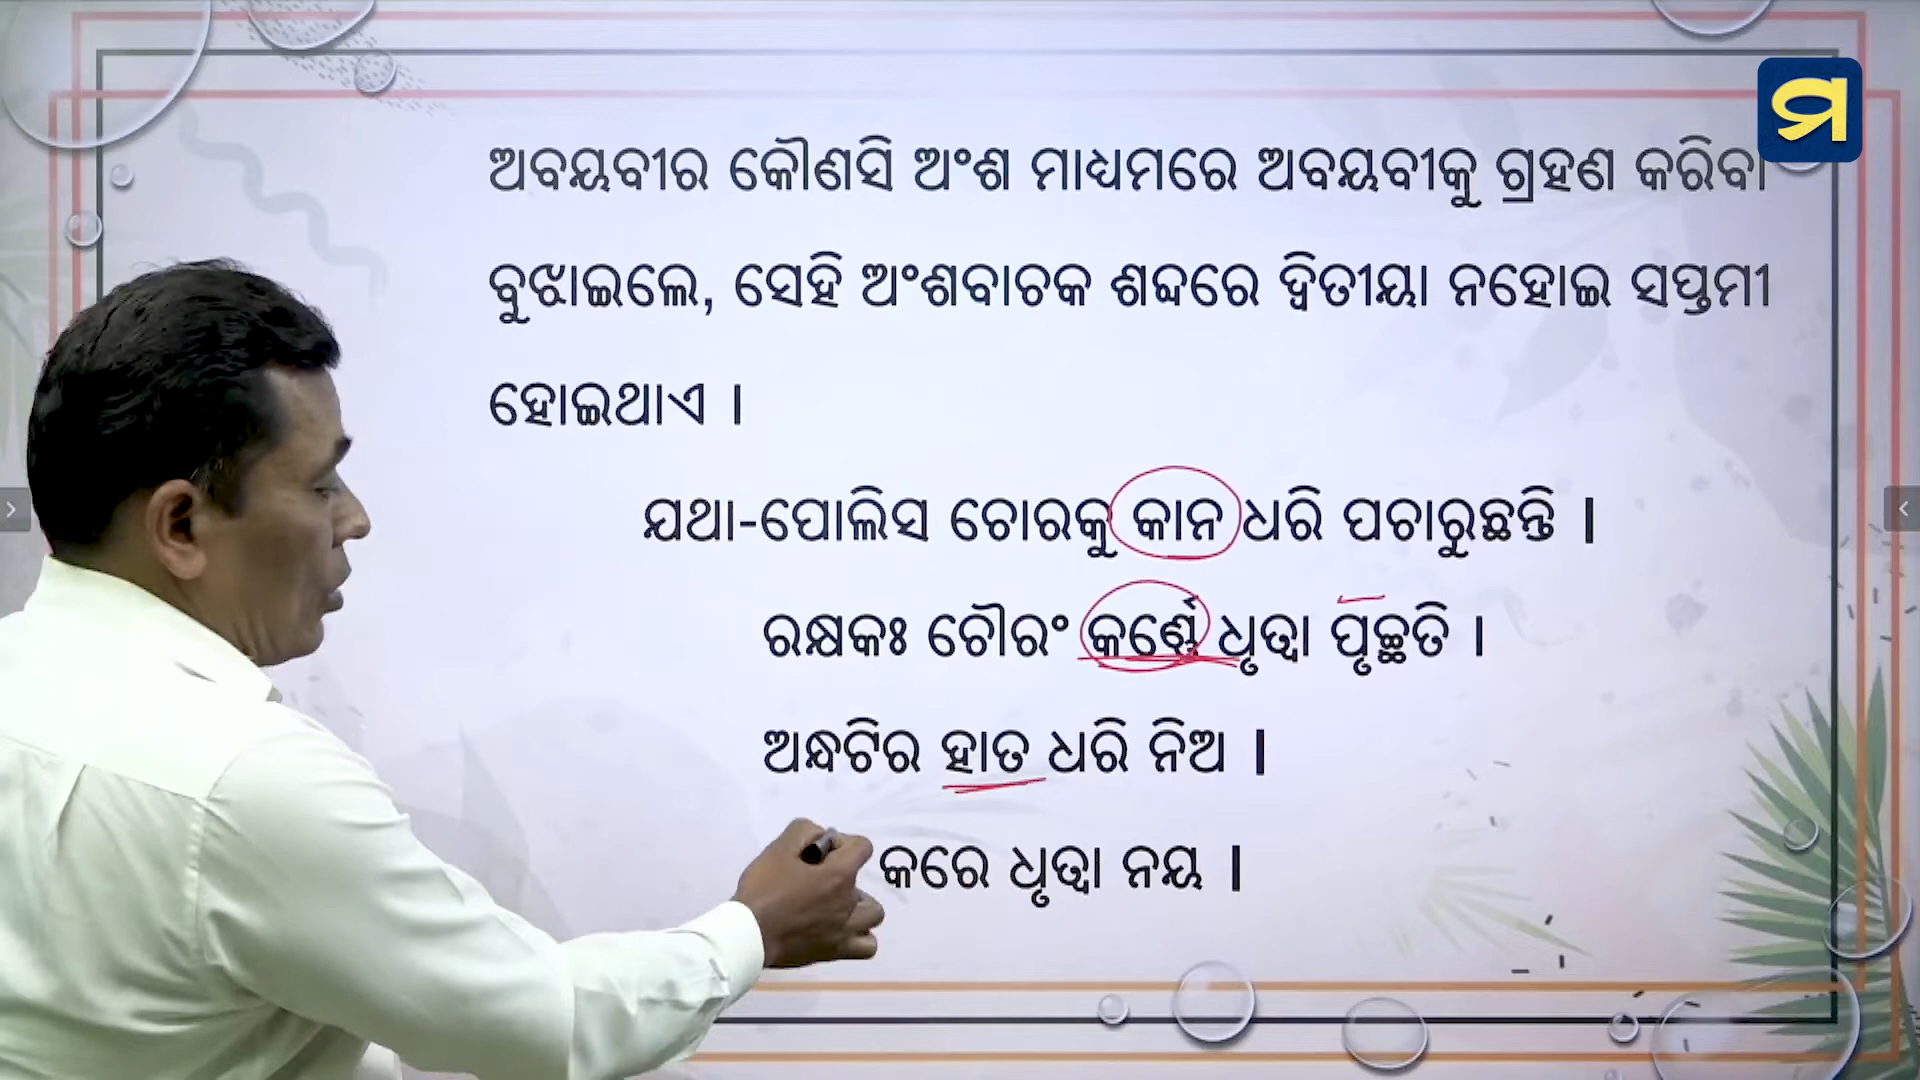 ମ
ଅବୟବୀର କୌଣସି ଅଂଶ ମାଧ୍ୟମରେ ଅବୟବୀକୁ ଗ୍ରହଣ କରିବା
ବୁଝାଇଲେ, ସେହି ଅଂଶବାଚକ ଶବ୍ଦରେ ଦ୍ୱିତୀୟା ନହୋଇ ସପ୍ତମୀ
ହୋଇଥାଏ ।
ଯଥା-ପୋଲିସ ଚୋରକୁ କାନ ଧରି ପଚାରୁଛନ୍ତି |
ରକ୍ଷକଃ ଚୌରଂ କର୍ଣ୍ଣେ ଧୃତ୍ୱା ପୃଚ୍ଛତି ।
ଅନ୍ଧଟିର ହାତ ଧରି ନିଅ |
କରେ ଧୃତ୍ୱା ନୟ |